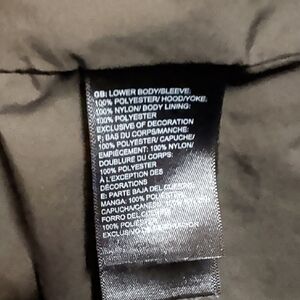 GB: LOWER BODY/SLEEVE:
100% POLYESTER/ HOOD/YOKE:
100% NYLON/ BODY LINING:
100% POLYESTER
EXCLUSIVE OF DECORATION
F: BAS DU CORPS/MANCHE:
100% POLYESTER/ CAPUCHE/
EMPIÈCEMENT: 100% NYLON/
DOUBLURE DU CORPS:
100% POLYESTER
À L'EXCEPTION DES
DÉCORATIONS
E: PARTE BAJA DEL CUERPO/
MANGA: 100%
FORRO DEL
100%